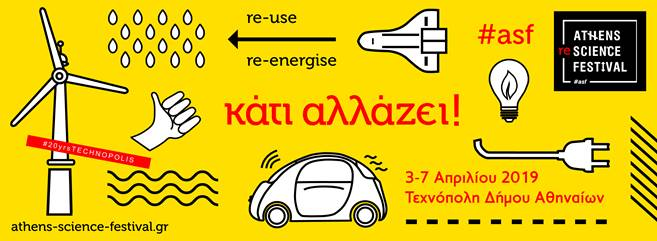 re-use
re-energise
#asf
ATHENS
re SCIENCE
FESTIVAL
#asf
κάτι αλλάζει!
#20yrsTECHNOPOLIS
3-7 Απριλίου 2019
Τεχνόπολη Δήμου Αθηναίων
athens-science-festival.gr